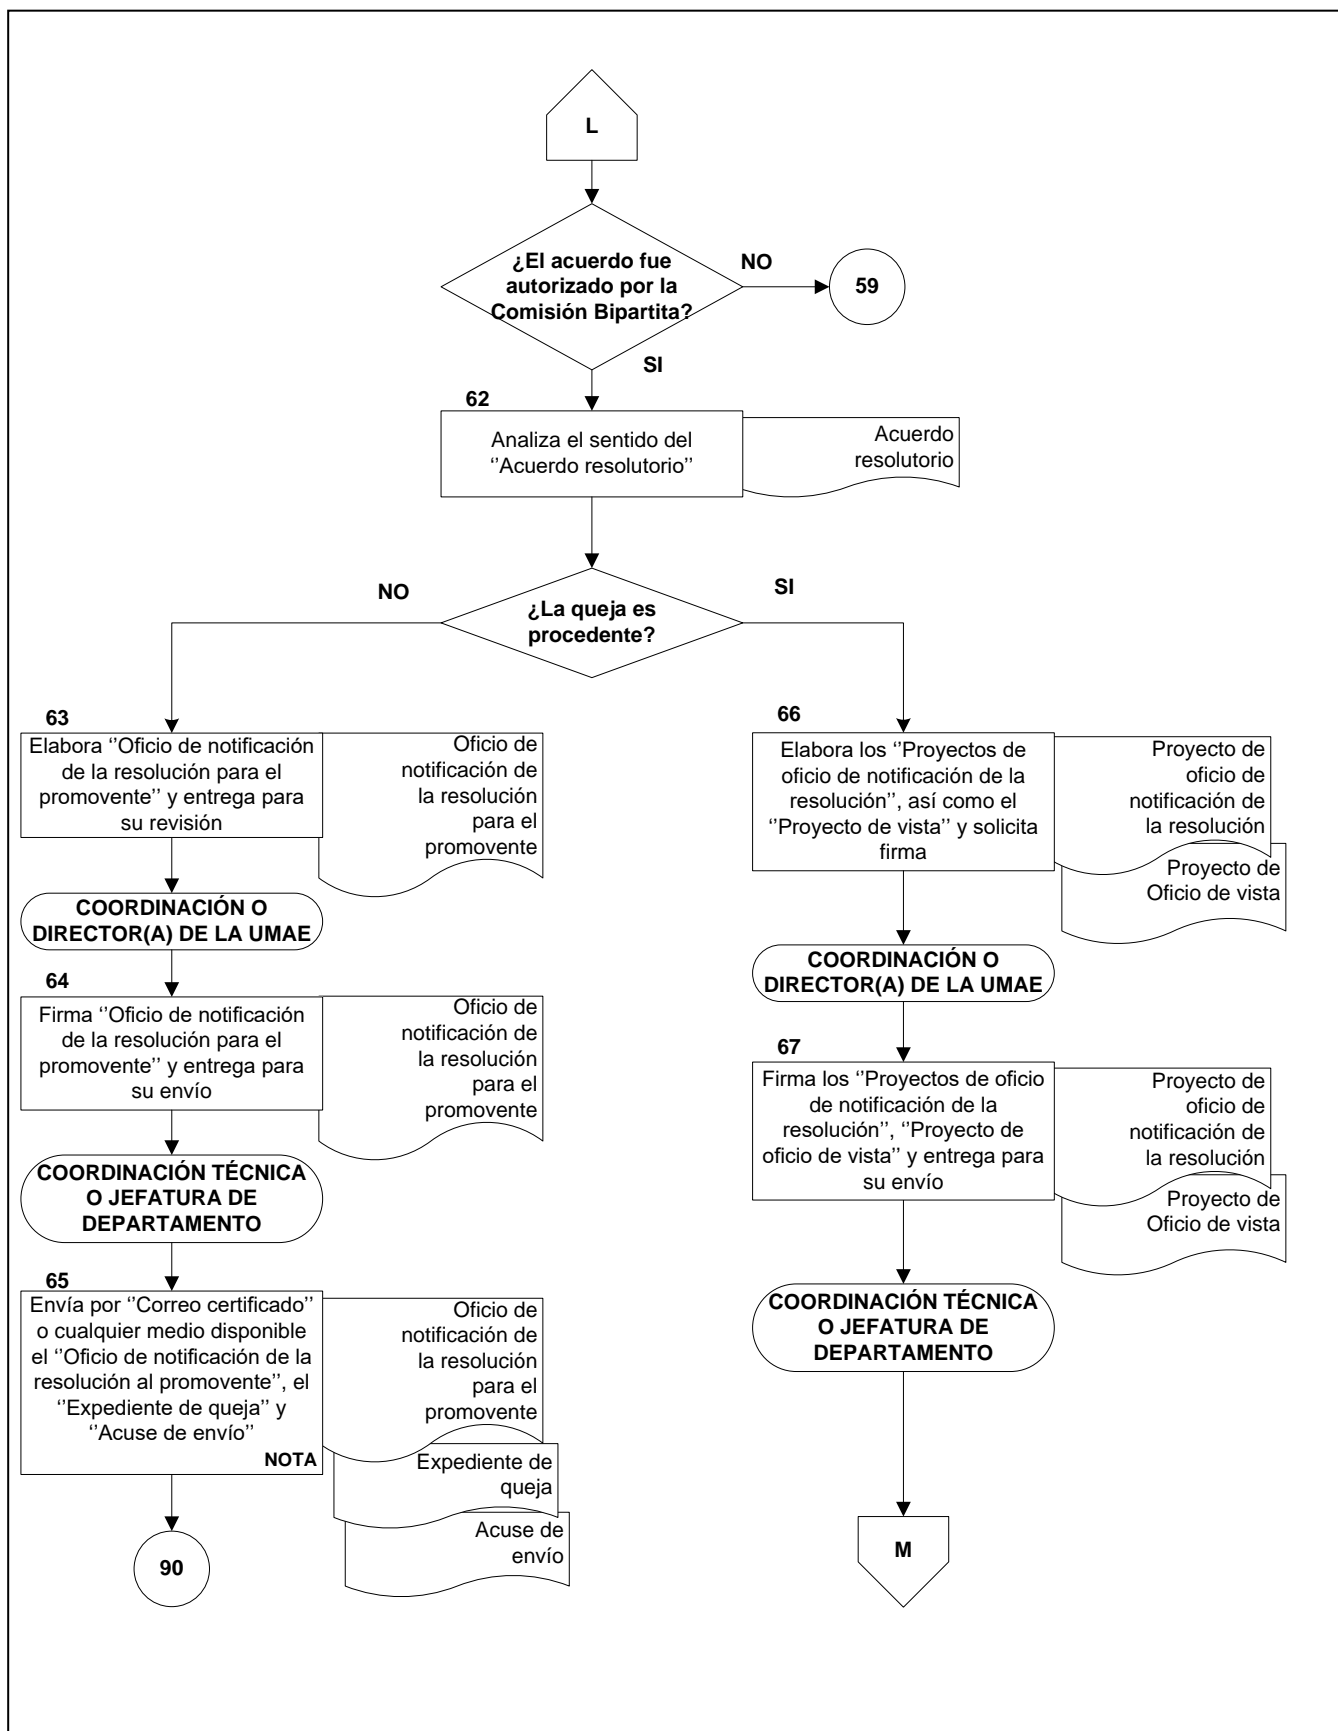 L
¿El acuerdo fue
autorizado por la
Comisión Bipartita?
NO
59
SI
62
Analiza el sentido del
‘‘Acuerdo resolutorio’’
Acuerdo
resolutorio
NO
¿La queja es
procedente?
SI
63
Elabora ‘‘Oficio de notificación
de la resolución para el
promovente’’ y entrega para
su revisión
Oficio de
notificación de
la resolución
para el
promovente
COORDINACIÓN O
DIRECTOR(A) DE LA UMAE
64
Firma ‘‘Oficio de notificación
de la resolución para el
promovente’’ y entrega para
su envío
Oficio de
notificación de
la resolución
para el
promovente
COORDINACIÓN TÉCNICA
O JEFATURA DE
DEPARTAMENTO
65
Envía por ‘‘Correo certificado’’
o cualquier medio disponible
el ‘‘Oficio de notificación de la
resolución al promovente’’, el
‘‘Expediente de queja’’ y
‘‘Acuse de envío’’
NOTA
Oficio de
notificación de
la resolución
para el
promovente
Expediente de
queja
Acuse de
envío
90
66
Elabora los ‘‘Proyectos de
oficio de notificación de la
resolución’’, así como el
‘‘Proyecto de vista’’ y solicita
firma
Proyecto de
oficio de
notificación de
la resolución
Proyecto de
Oficio de vista
COORDINACIÓN O
DIRECTOR(A) DE LA UMAE
67
Firma los ‘‘Proyectos de oficio
de notificación de la
resolución’’, ‘‘Proyecto de
oficio de vista’’ y entrega para
su envío
Proyecto de
oficio de
notificación de
la resolución
Proyecto de
Oficio de vista
COORDINACIÓN TÉCNICA
O JEFATURA DE
DEPARTAMENTO
M